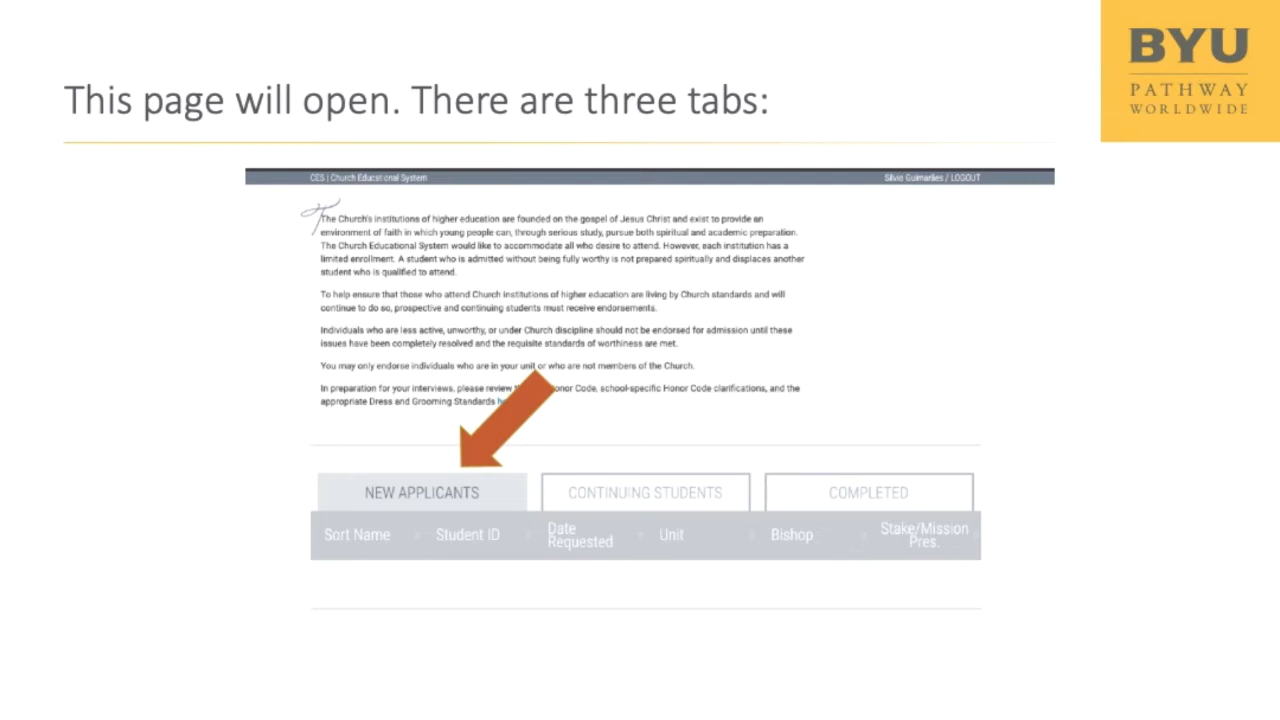 BYU
PATHWAY
WORLDWIDE
This page will open. There are three tabs:
CES | Church Educational System
Silvio Guimarães / LOGOUT
The Church's institutions of higher education are founded on the gospel of Jesus Christ and exist to provide an
environment of faith in which young people can, through serious study, pursue both spiritual and academic preparation.
The Church Educational System would like to accommodate all who desire to attend. However, each institution has a
limited enrollment. A student who is admitted without being fully worthy is not prepared spiritually and displaces another
student who is qualified to attend.
To help ensure that those who attend Church institutions of higher education are living by Church standards and will
continue to do so, prospective and continuing students must receive endorsements.
Individuals who are less active, unworthy, or under Church discipline should not be endorsed for admission until these
issues have been completely resolved and the requisite standards of worthiness are met.
You may only endorse individuals who are in your unit or who are not members of the Church.
In preparation for your interviews, please review Code, school-specific Honor Code clarifications, and the
appropriate Dress and Grooming Standards
NEW APPLICANTS
CONTINUING STUDENTS
COMPLETED
Sort Name
Student ID
Date
Requested
Unit
Bishop
Stake/Mission
Pres.